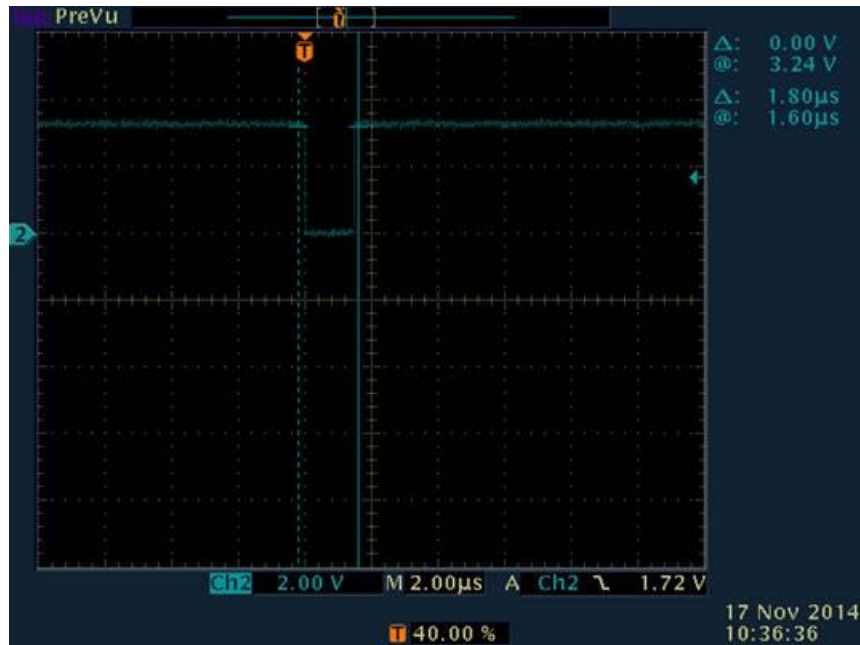 Tek PreVu
T
Δ: 0.00 V
@: 3.24 V
Δ: 1.80μs
@: 1.60μs
2
Ch2 2.00 V M 2.00μs A Ch2 1.72 V
T 40.00 %
17 Nov 2014
10:36:36